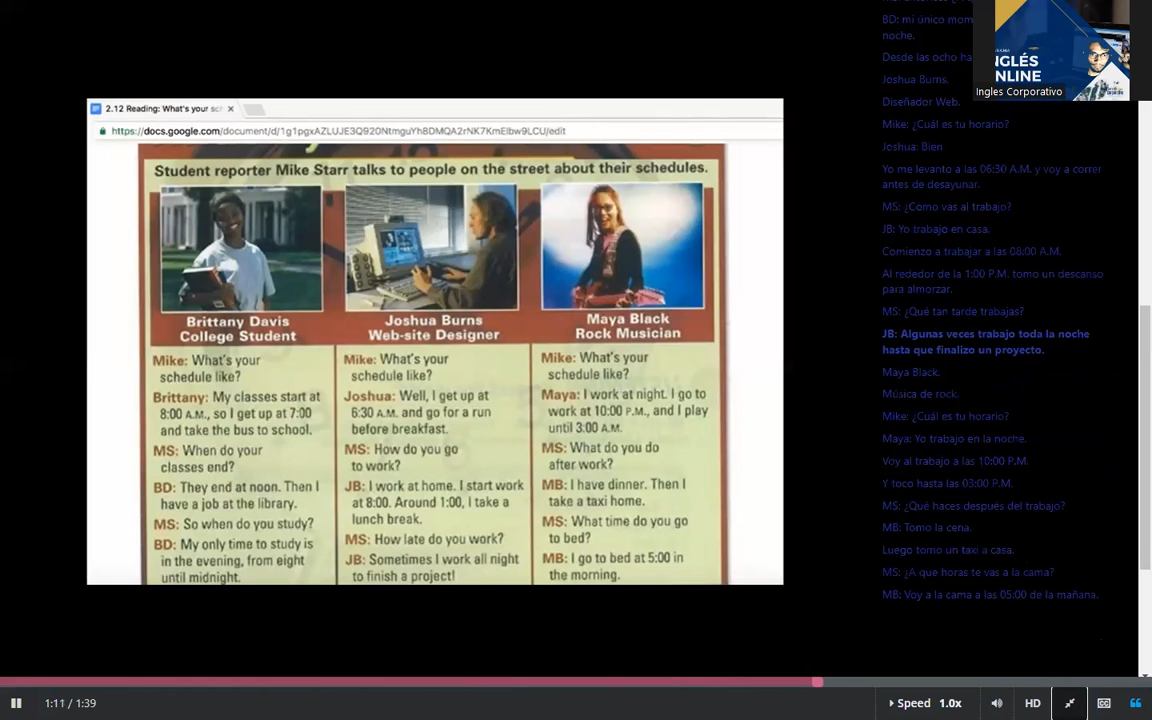 2.12 Reading: What's your sc
https://docs.google.com/document/d/1g1pgxAZLUJE3Q920NtmguYh8DMQA2rNK7KmElbw9LCU/edit
Student reporter Mike Starr talks to people on the street about their schedules.
Brittany Davis
College Student
Mike: What's your
schedule like?
Brittany: My classes start at
8:00 A.M., so I get up at 7:00
and take the bus to school.
MS: When do your
classes end?
BD: They end at noon. Then I
have a job at the library.
MS: So when do you study?
BD: My only time to study is
in the evening, from eight
until midnight.
Joshua Burns
Web-site Designer
Mike: What's your
schedule like?
Joshua: Well, I get up at
6:30 A.M. and go for a run
before breakfast.
MS: How do you go
to work?
JB: I work at home. I start work
at 8:00. Around 1:00, I take a
lunch break.
MS: How late do you work?
JB: Sometimes I work all night
to finish a project!
Maya Black
Rock Musician
Mike: What's your
schedule like?
Maya: I work at night. I go to
work at 10:00 P.M., and I play
until 3:00 A.M.
MS: What do you do
after work?
MB: I have dinner. Then I
take a taxi home.
MS: What time do you go
to bed?
MB: I go to bed at 5:00 in
the morning.
BD: mi único mom
noche.
Desde las ocho ha
Joshua Burns.
Diseñador Web.
Mike: ¿Cuál es tu horario?
Joshua: Bien
Yo me levanto a las 06:30 A.M. y voy a correr
antes de desayunar.
MS: ¿Como vas al trabajo?
JB: Yo trabajo en casa.
Comienzo a trabajar a las 08:00 A.M.
Al rededor de la 1:00 P.M. tomo un descanso
para almorzar.
MS: ¿Qué tan tarde trabajas?
JB: Algunas veces trabajo toda la noche
hasta que finalizo un proyecto.
Maya Black.
Música de rock.
Mike: ¿Cuál es tu horario?
Maya: Yo trabajo en la noche.
Voy al trabajo a las 10:00 P.M.
Y toco hasta las 03:00 P.M.
MS: ¿Qué haces después del trabajo?
MB: Tomo la cena.
Luego tomo un taxi a casa.
MS: ¿A que horas te vas a la cama?
MB: Voy a la cama a las 05:00 de la mañana.
NGLÉS
ONLINE
Ingles Corporativo
1:11 / 1:39
Speed 1.0x
HD